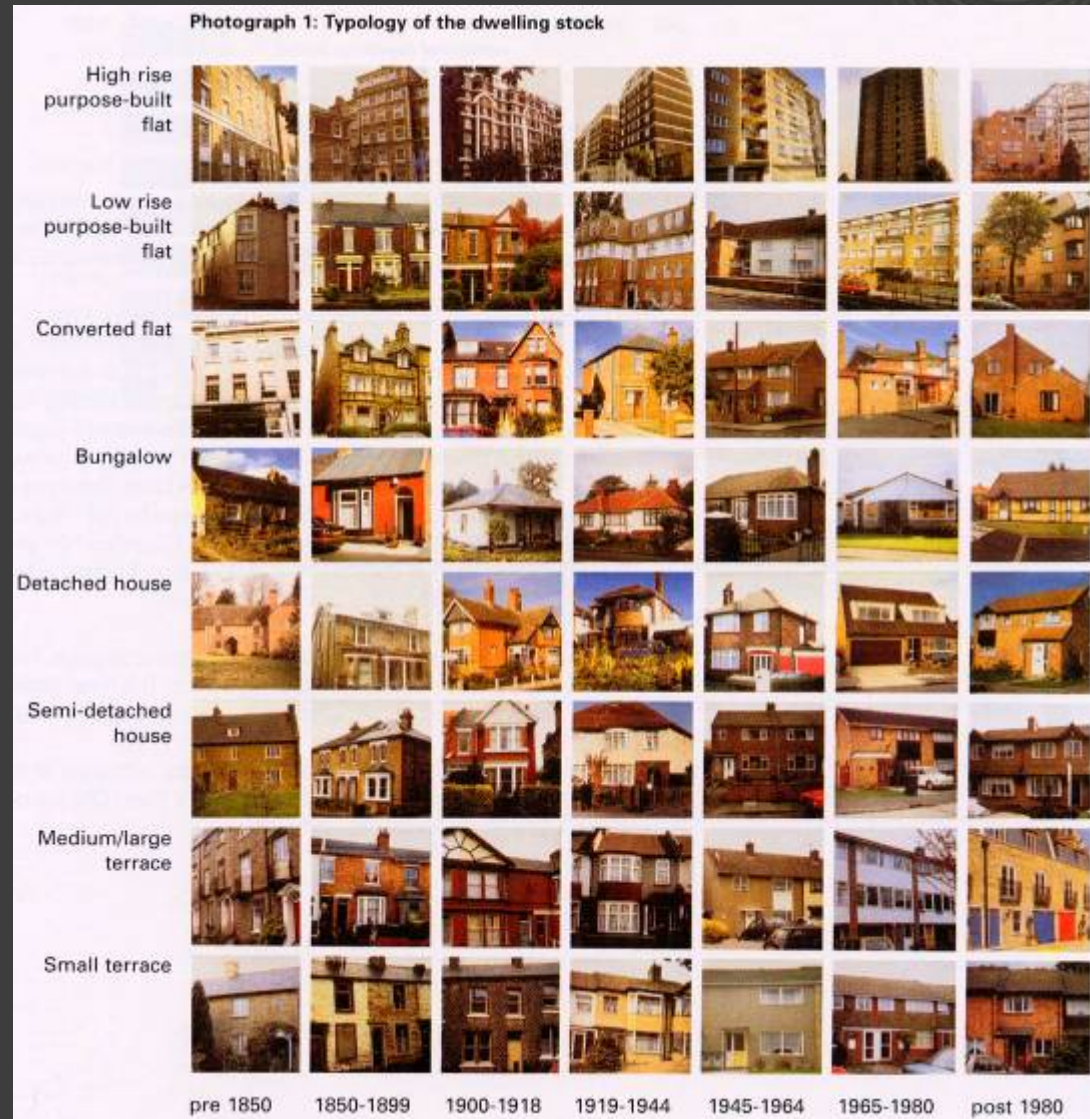 Photograph 1: Typology of the dwelling stock
High rise
purpose-built
flat
Low rise
purpose-built
flat
Converted flat
Bungalow
Detached house
Semi-detached
house
Medium/large
terrace
Small terrace
pre 1850 1850-1899 1900-1918 1919-1944 1945-1964 1965-1980 post 1980